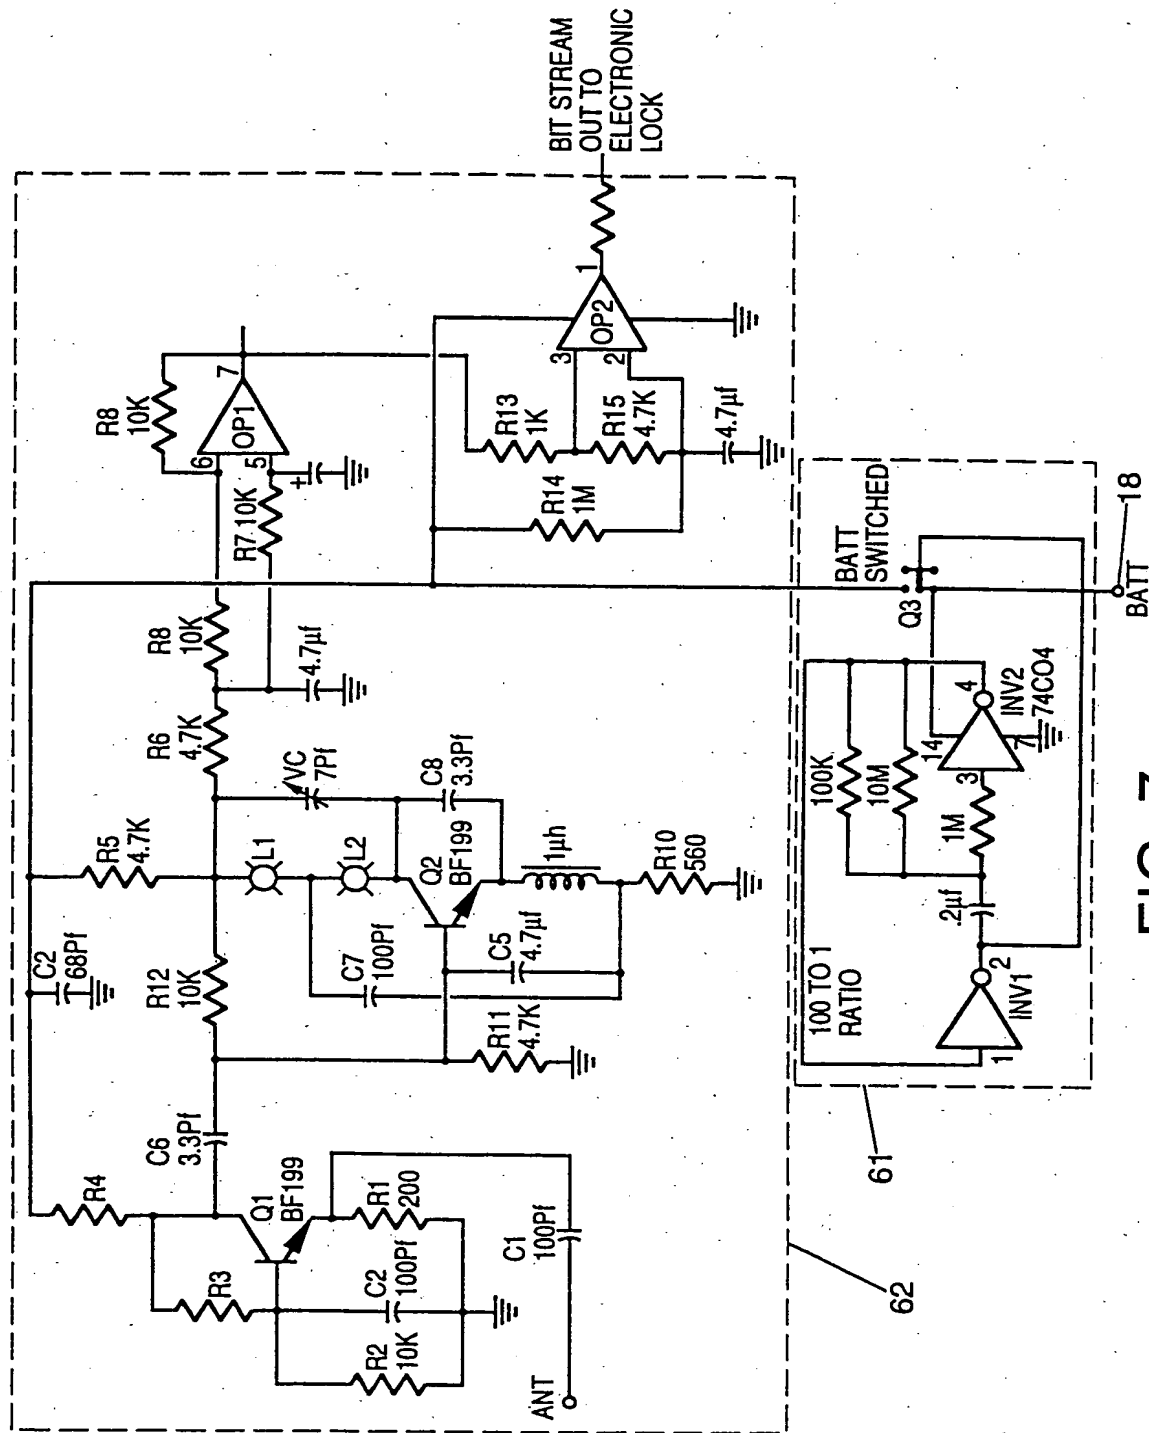 R4
C2
68Pf
R5
4.7K
R3
Q1
BF199
C6
3.3Pf
R12
10K
R6
4.7K
R8
10K
R8
10K
6
5
7
OP1
R7
10K
+
4.7µf
L1
L2
VC
7Pf
C7
100Pf
Q2
BF199
C8
3.3Pf
C5
4.7µf
1µh
R11
4.7K
R10
560
R2
10K
C2
100Pf
R1
200
C1
100Pf
ANT
R13
1K
R14
1M
R15
4.7K
4.7µf
3
2
1
OP2
BIT STREAM
OUT TO
ELECTRONIC
LOCK
62
61
100 TO 1
RATIO
100K
10M
1M
.2µf
1
2
INV1
3
4
14
7
INV2
74CO4
BATT
SWITCHED
Q3
BATT
18